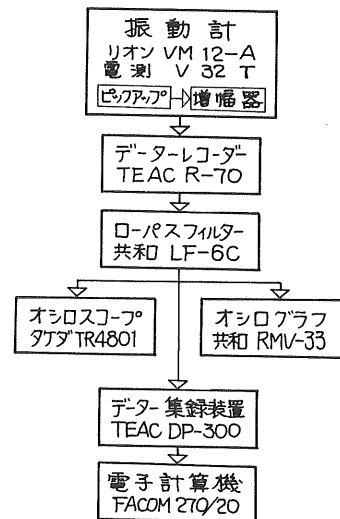 振動計
リオン VM 12-A
電測 V 32 T
ピックアップ 増幅器
データーレコーダー
TEAC R-70
ローパスフィルター
共和 LF-6C
オシロスコープ
タケダ TR4801
オシログラフ
共和 RMV-33
データー集録装置
TEAC DP-300
電子計算機
FACOM 270/20